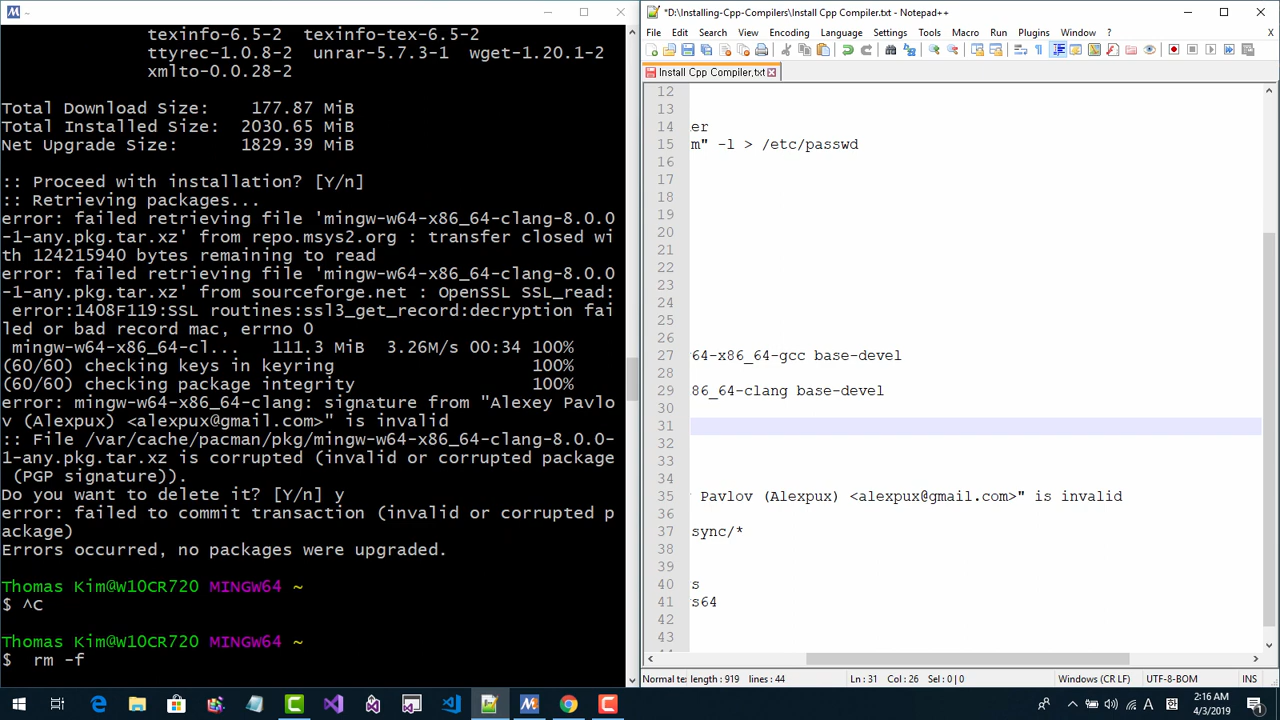 ~
texinfo-6.5-2  texinfo-tex-6.5-2
ttyrec-1.0.8-2  unrar-5.7.3-1  wget-1.20.1-2
xmlto-0.0.28-2
Total Download Size:    177.87 MiB
Total Installed Size:  2030.65 MiB
Net Upgrade Size:      1829.39 MiB
:: Proceed with installation? [Y/n]
:: Retrieving packages...
error: failed retrieving file 'mingw-w64-x86_64-clang-8.0.0
-1-any.pkg.tar.xz' from repo.msys2.org : transfer closed wi
th 124215940 bytes remaining to read
error: failed retrieving file 'mingw-w64-x86_64-clang-8.0.0
-1-any.pkg.tar.xz' from sourceforge.net : OpenSSL SSL_read:
 error:1408F119:SSL routines:ssl3_get_record:decryption fai
led or bad record mac, errno 0
 mingw-w64-x86_64-cl...   111.3 MiB  3.26M/s 00:34 100%
(60/60) checking keys in keyring                   100%
(60/60) checking package integrity                 100%
error: mingw-w64-x86_64-clang: signature from "Alexey Pavlo
v (Alexpux) <alexpux@gmail.com>" is invalid
:: File /var/cache/pacman/pkg/mingw-w64-x86_64-clang-8.0.0-
1-any.pkg.tar.xz is corrupted (invalid or corrupted package
 (PGP signature)).
Do you want to delete it? [Y/n] y
error: failed to commit transaction (invalid or corrupted p
ackage)
Errors occurred, no packages were upgraded.
Thomas Kim@W10CR720 MINGW64 ~
$ ^C
Thomas Kim@W10CR720 MINGW64 ~
$  rm -f
*D:\Installing-Cpp-Compilers\Install Cpp Compiler.txt - Notepad++
File Edit Search View Encoding Language Settings Tools Macro Run Plugins Window ? X
Install Cpp Compiler.txt
12
13
14 er
15 m" -l > /etc/passwd
16
17
18
19
20
21
22
23
24
25
26
27 64-x86_64-gcc base-devel
28
29 86_64-clang base-devel
30
31
32
33
34
35 Pavlov (Alexpux) <alexpux@gmail.com>" is invalid
36
37 sync/*
38
39
40 s
41 s64
42
43
Normal te: length : 919    lines : 44    Ln : 31    Col : 26    Sel : 0 | 0    Windows (CR LF)    UTF-8-BOM    INS
2:16 AM
4/3/2019